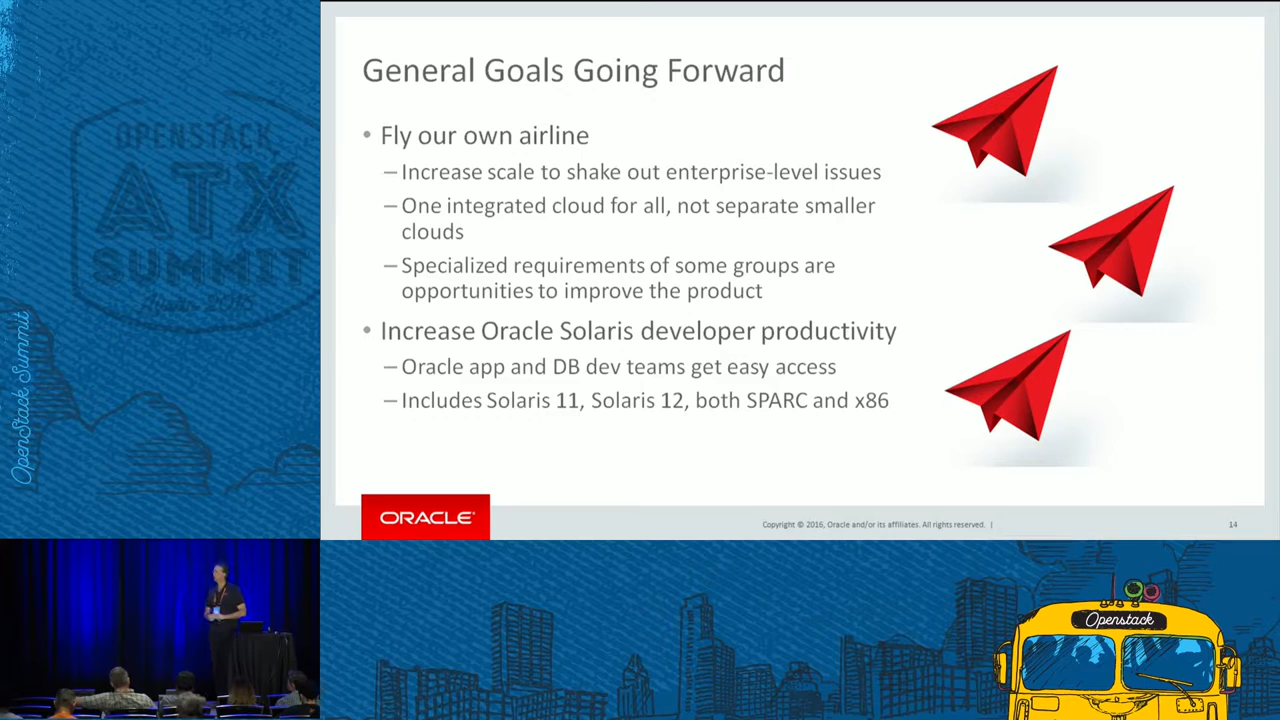 OPENSTACK
ATX
SUMMIT
OpenStack Summit
General Goals Going Forward
• Fly our own airline
– Increase scale to shake out enterprise-level issues
– One integrated cloud for all, not separate smaller
clouds
– Specialized requirements of some groups are
opportunities to improve the product
• Increase Oracle Solaris developer productivity
– Oracle app and DB dev teams get easy access
– Includes Solaris 11, Solaris 12, both SPARC and x86
ORACLE®
Copyright © 2016, Oracle and/or its affiliates. All rights reserved. |
14
Openstack